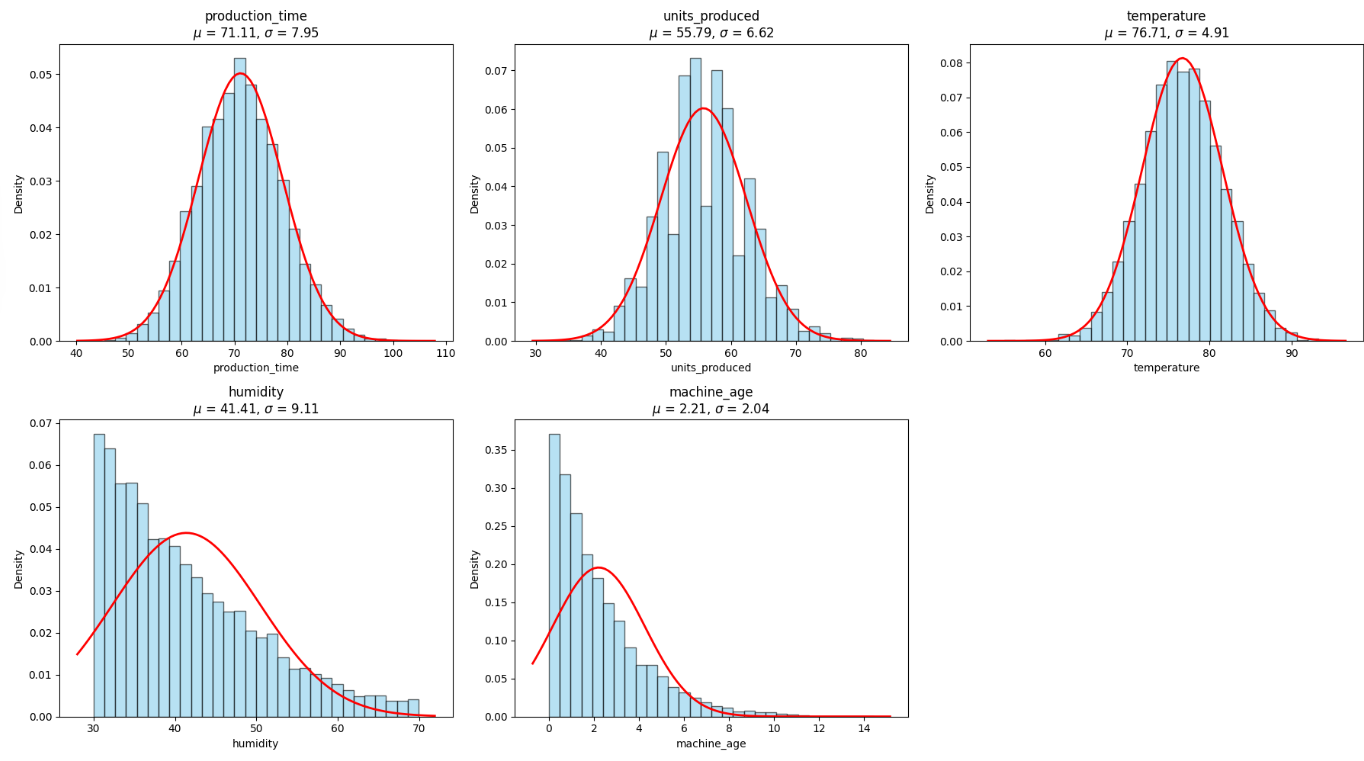 production_time
μ = 71.11, σ = 7.95
Density
0.05
0.04
0.03
0.02
0.01
0.00
40 50 60 70 80 90 100 110
production_time
units_produced
μ = 55.79, σ = 6.62
Density
0.07
0.06
0.05
0.04
0.03
0.02
0.01
0.00
30 40 50 60 70 80
units_produced
temperature
μ = 76.71, σ = 4.91
Density
0.08
0.07
0.06
0.05
0.04
0.03
0.02
0.01
0.00
60 70 80 90
temperature
humidity
μ = 41.41, σ = 9.11
Density
0.07
0.06
0.05
0.04
0.03
0.02
0.01
0.00
30 40 50 60 70
humidity
machine_age
μ = 2.21, σ = 2.04
Density
0.35
0.30
0.25
0.20
0.15
0.10
0.05
0.00
0 2 4 6 8 10 12 14
machine_age